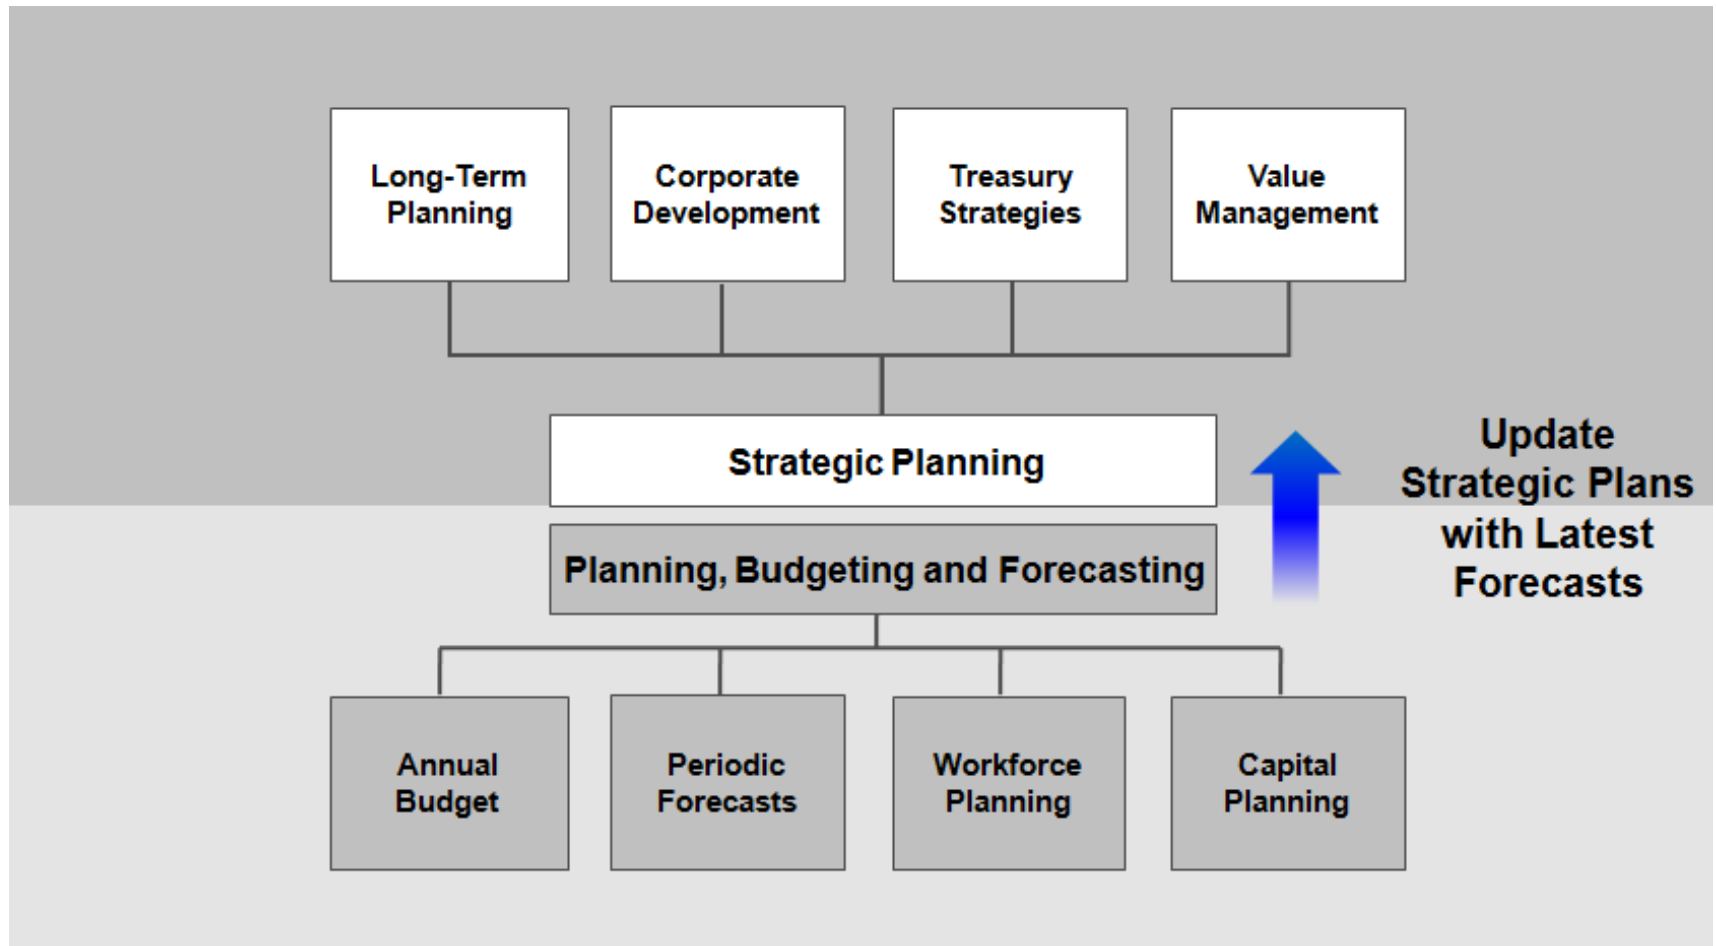 Long-Term
Planning
Corporate
Development
Treasury
Strategies
Value
Management
Strategic Planning
Update
Strategic Plans
with Latest
Forecasts
Planning, Budgeting and Forecasting
Annual
Budget
Periodic
Forecasts
Workforce
Planning
Capital
Planning